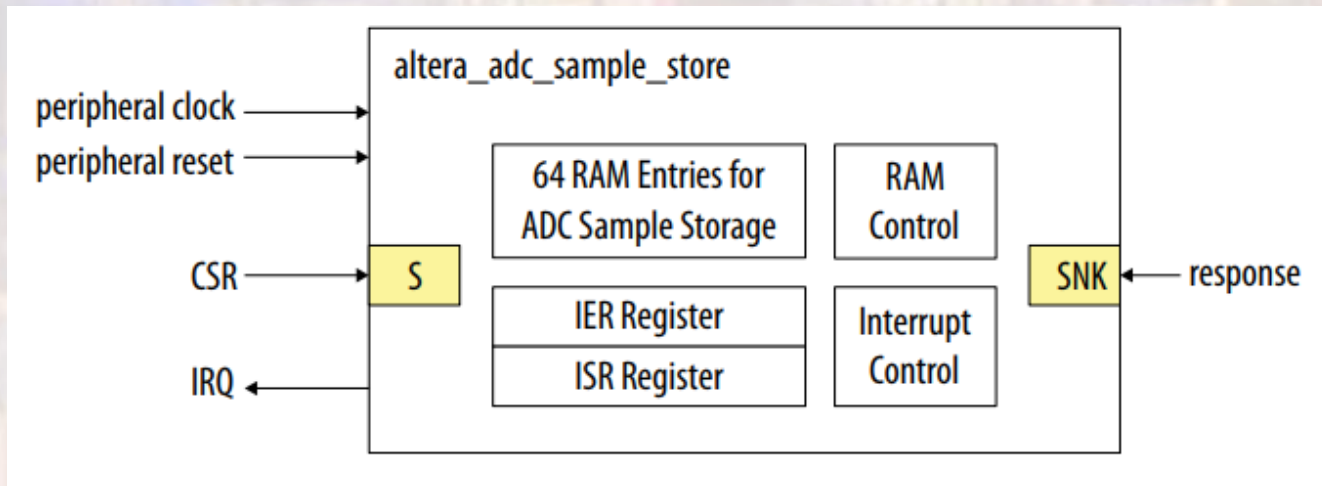 altera_adc_sample_store
peripheral clock
peripheral reset
64 RAM Entries for
ADC Sample Storage
RAM
Control
CSR
S
SNK
response
IER Register
ISR Register
Interrupt
Control
IRQ